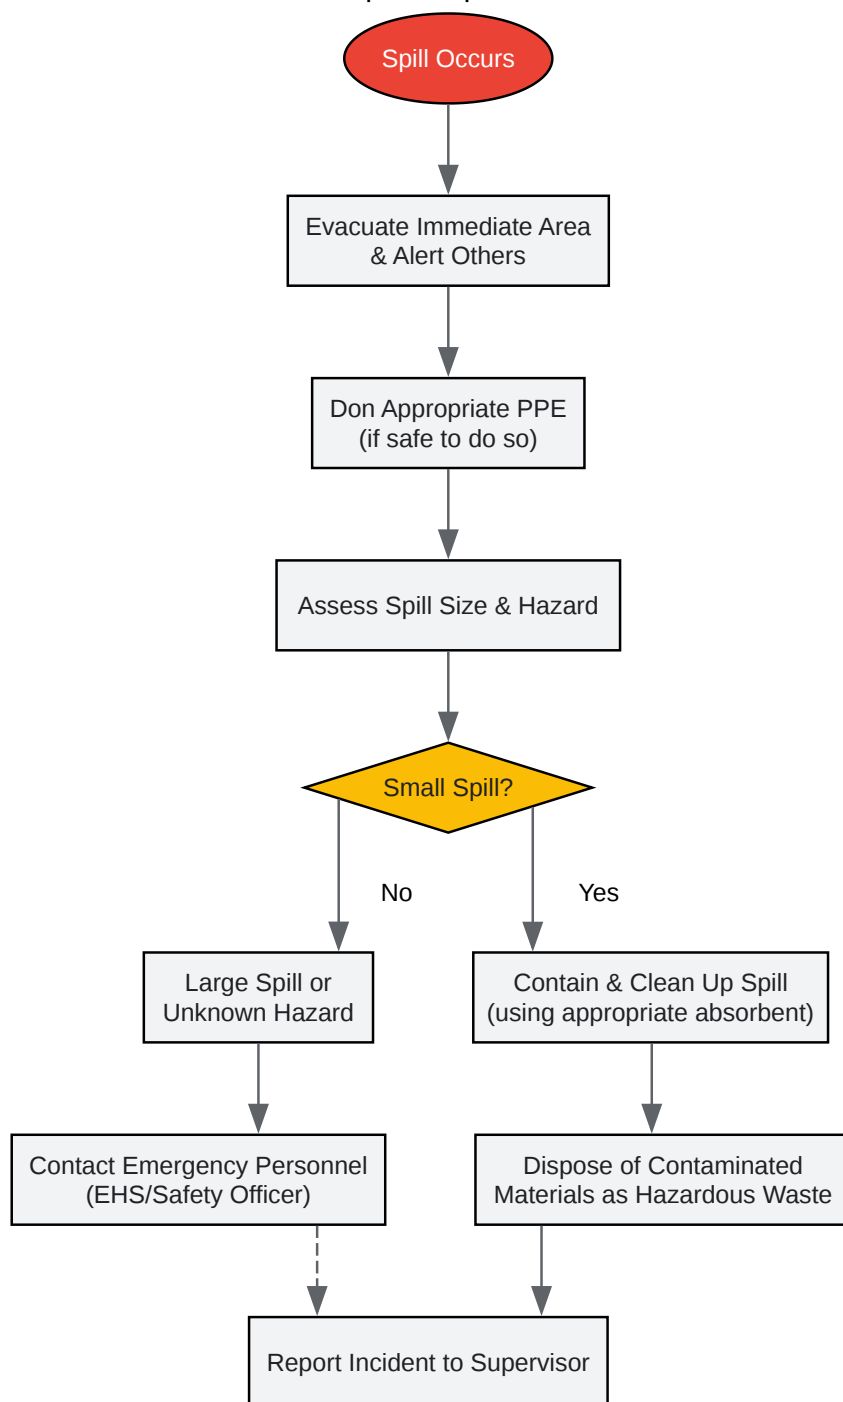 Spill Occurs
Evacuate Immediate Area
& Alert Others
Don Appropriate PPE
(if safe to do so)
Assess Spill Size & Hazard
Small Spill?
No
Yes
Large Spill or
Unknown Hazard
Contain & Clean Up Spill
(using appropriate absorbent)
Contact Emergency Personnel
(EHS/Safety Officer)
Dispose of Contaminated
Materials as Hazardous Waste
Report Incident to Supervisor